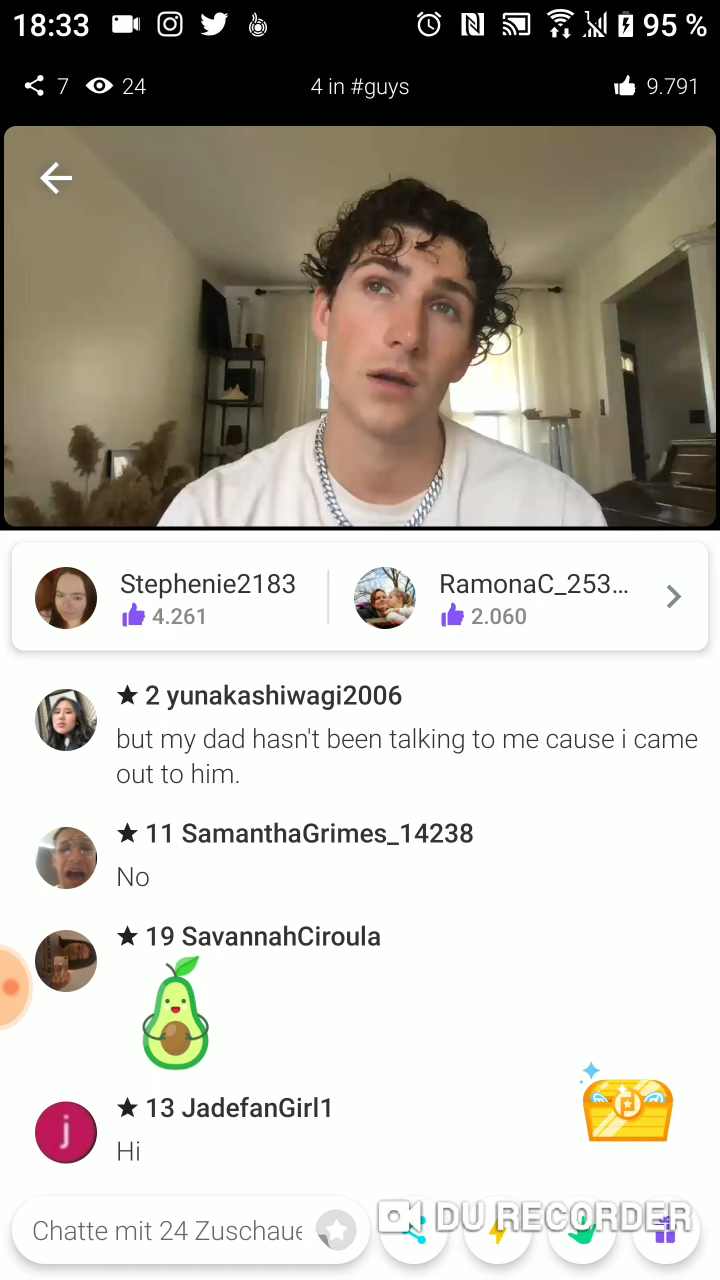 18:33
95 %
7
24
4 in #guys
9.791
Stephenie2183
4.261
RamonaC_253...
2.060
★ 2 yunakashiwagi2006
but my dad hasn't been talking to me cause i came
out to him.
★ 11 SamanthaGrimes_14238
No
★ 19 SavannahCiroula
j
★ 13 JadefanGirl1
Hi
Chatte mit 24 Zuschaue
DU RECORDER